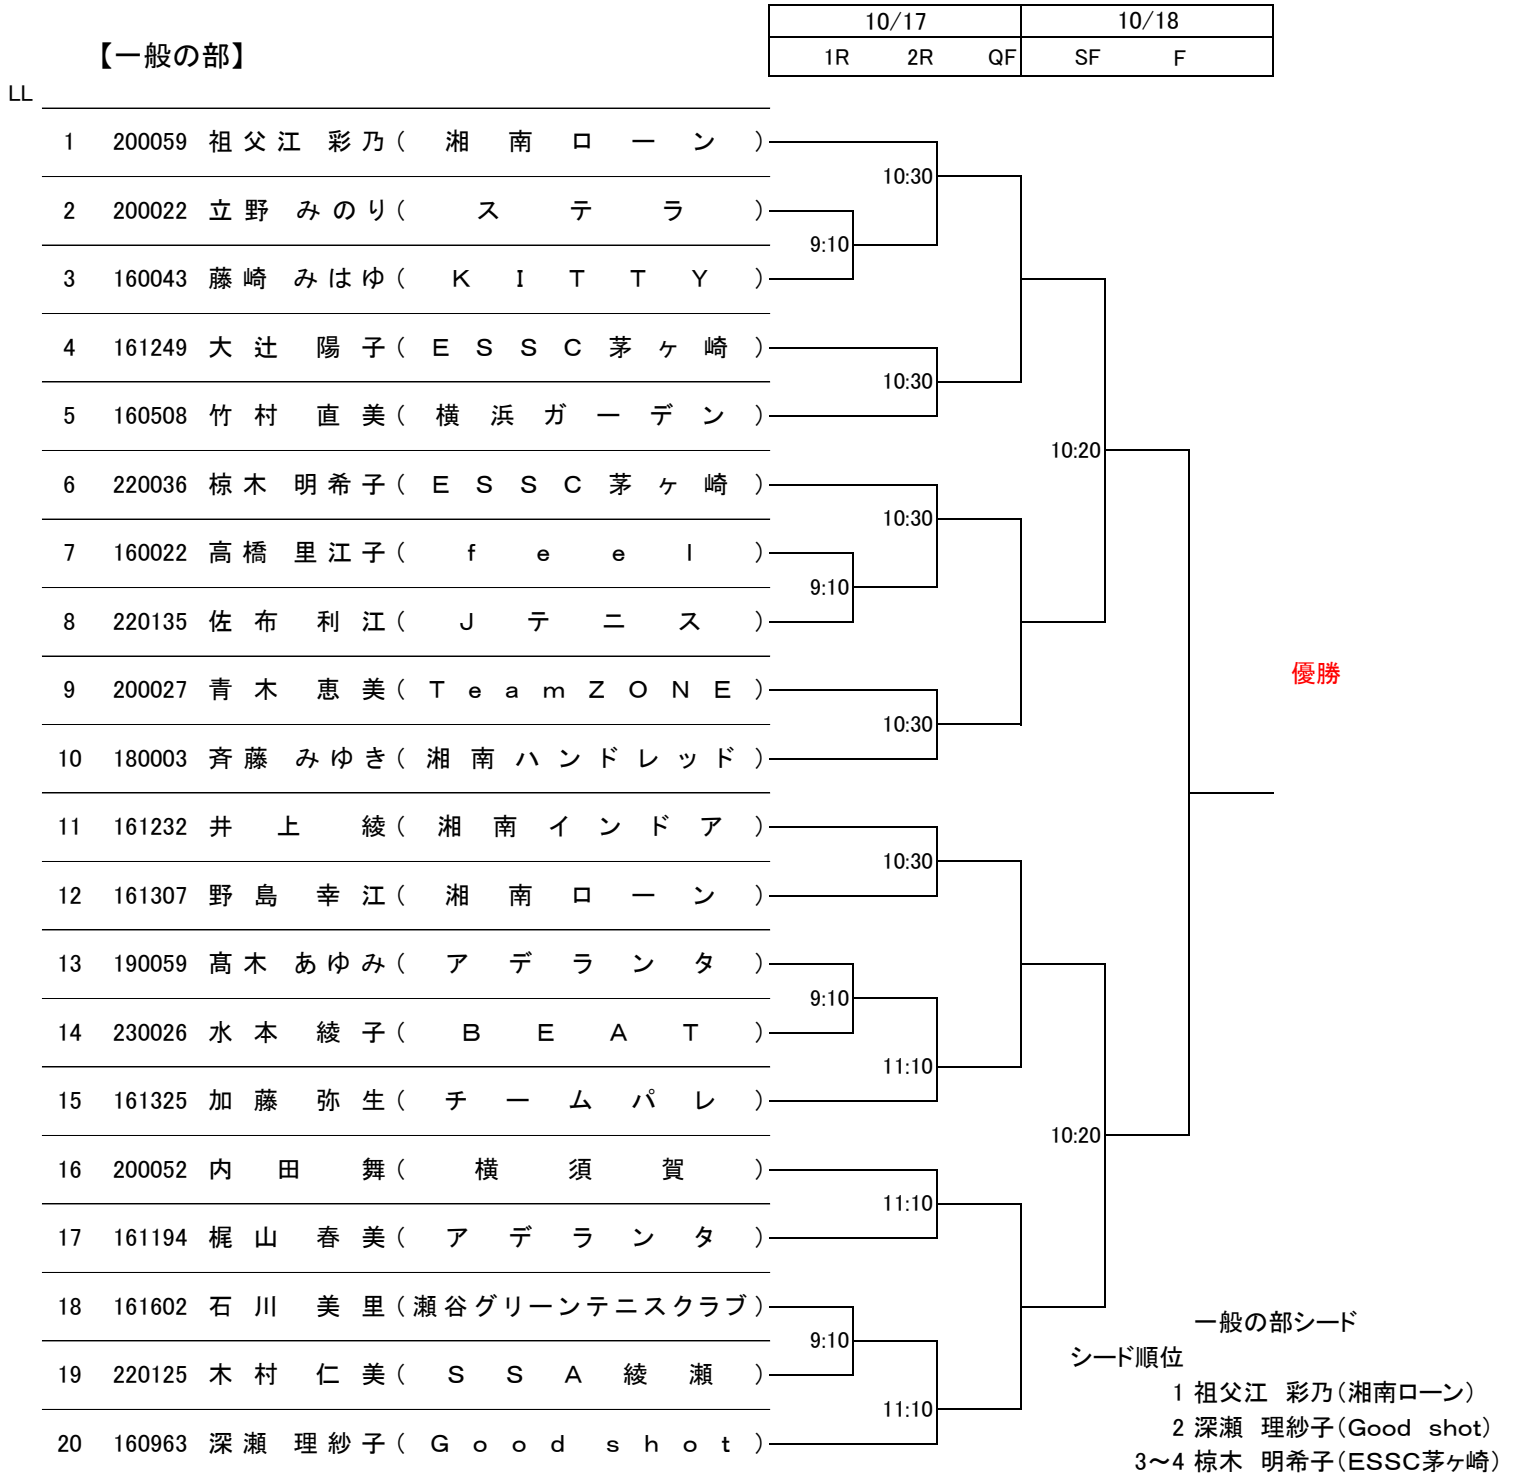 10/17 10/18
【一般の部】 1R 2R QF SF F
LL
1 200059 祖父江 彩乃(湘南ローン)
10:30
2 200022 立野 みのり(ステラ)
9:10
3 160043 藤崎 みはゆ(KITTY)
4 161249 大辻 陽子(ESSC茅ヶ崎)
10:30
5 160508 竹村 直美(横浜ガーデン)
10:20
6 220036 椋木 明希子(ESSC茅ヶ崎)
10:30
7 160022 高橋 里江子(feel)
9:10
8 220135 佐布 利江(Jテニス)
優勝
9 200027 青木 恵美(TeamZONE)
10:30
10 180003 斉藤 みゆき(湘南ハンドレッド)
11 161232 井上 綾(湘南インドア)
10:30
12 161307 野島 幸江(湘南ローン)
13 190059 髙木 あゆみ(アデランタ)
9:10
14 230026 水本 綾子(BEAT)
11:10
15 161325 加藤 弥生(チームパレ)
10:20
16 200052 内田 舞(横須賀)
11:10
17 161194 梶山 春美(アデランタ)
18 161602 石川 美里(瀬谷グリーンテニスクラブ)
9:10
19 220125 木村 仁美(SSA綾瀬)
11:10
20 160963 深瀬 理紗子(Good shot)
一般の部シード
シード順位
1 祖父江 彩乃(湘南ローン)
2 深瀬 理紗子(Good shot)
3~4 椋木 明希子(ESSC茅ヶ崎)